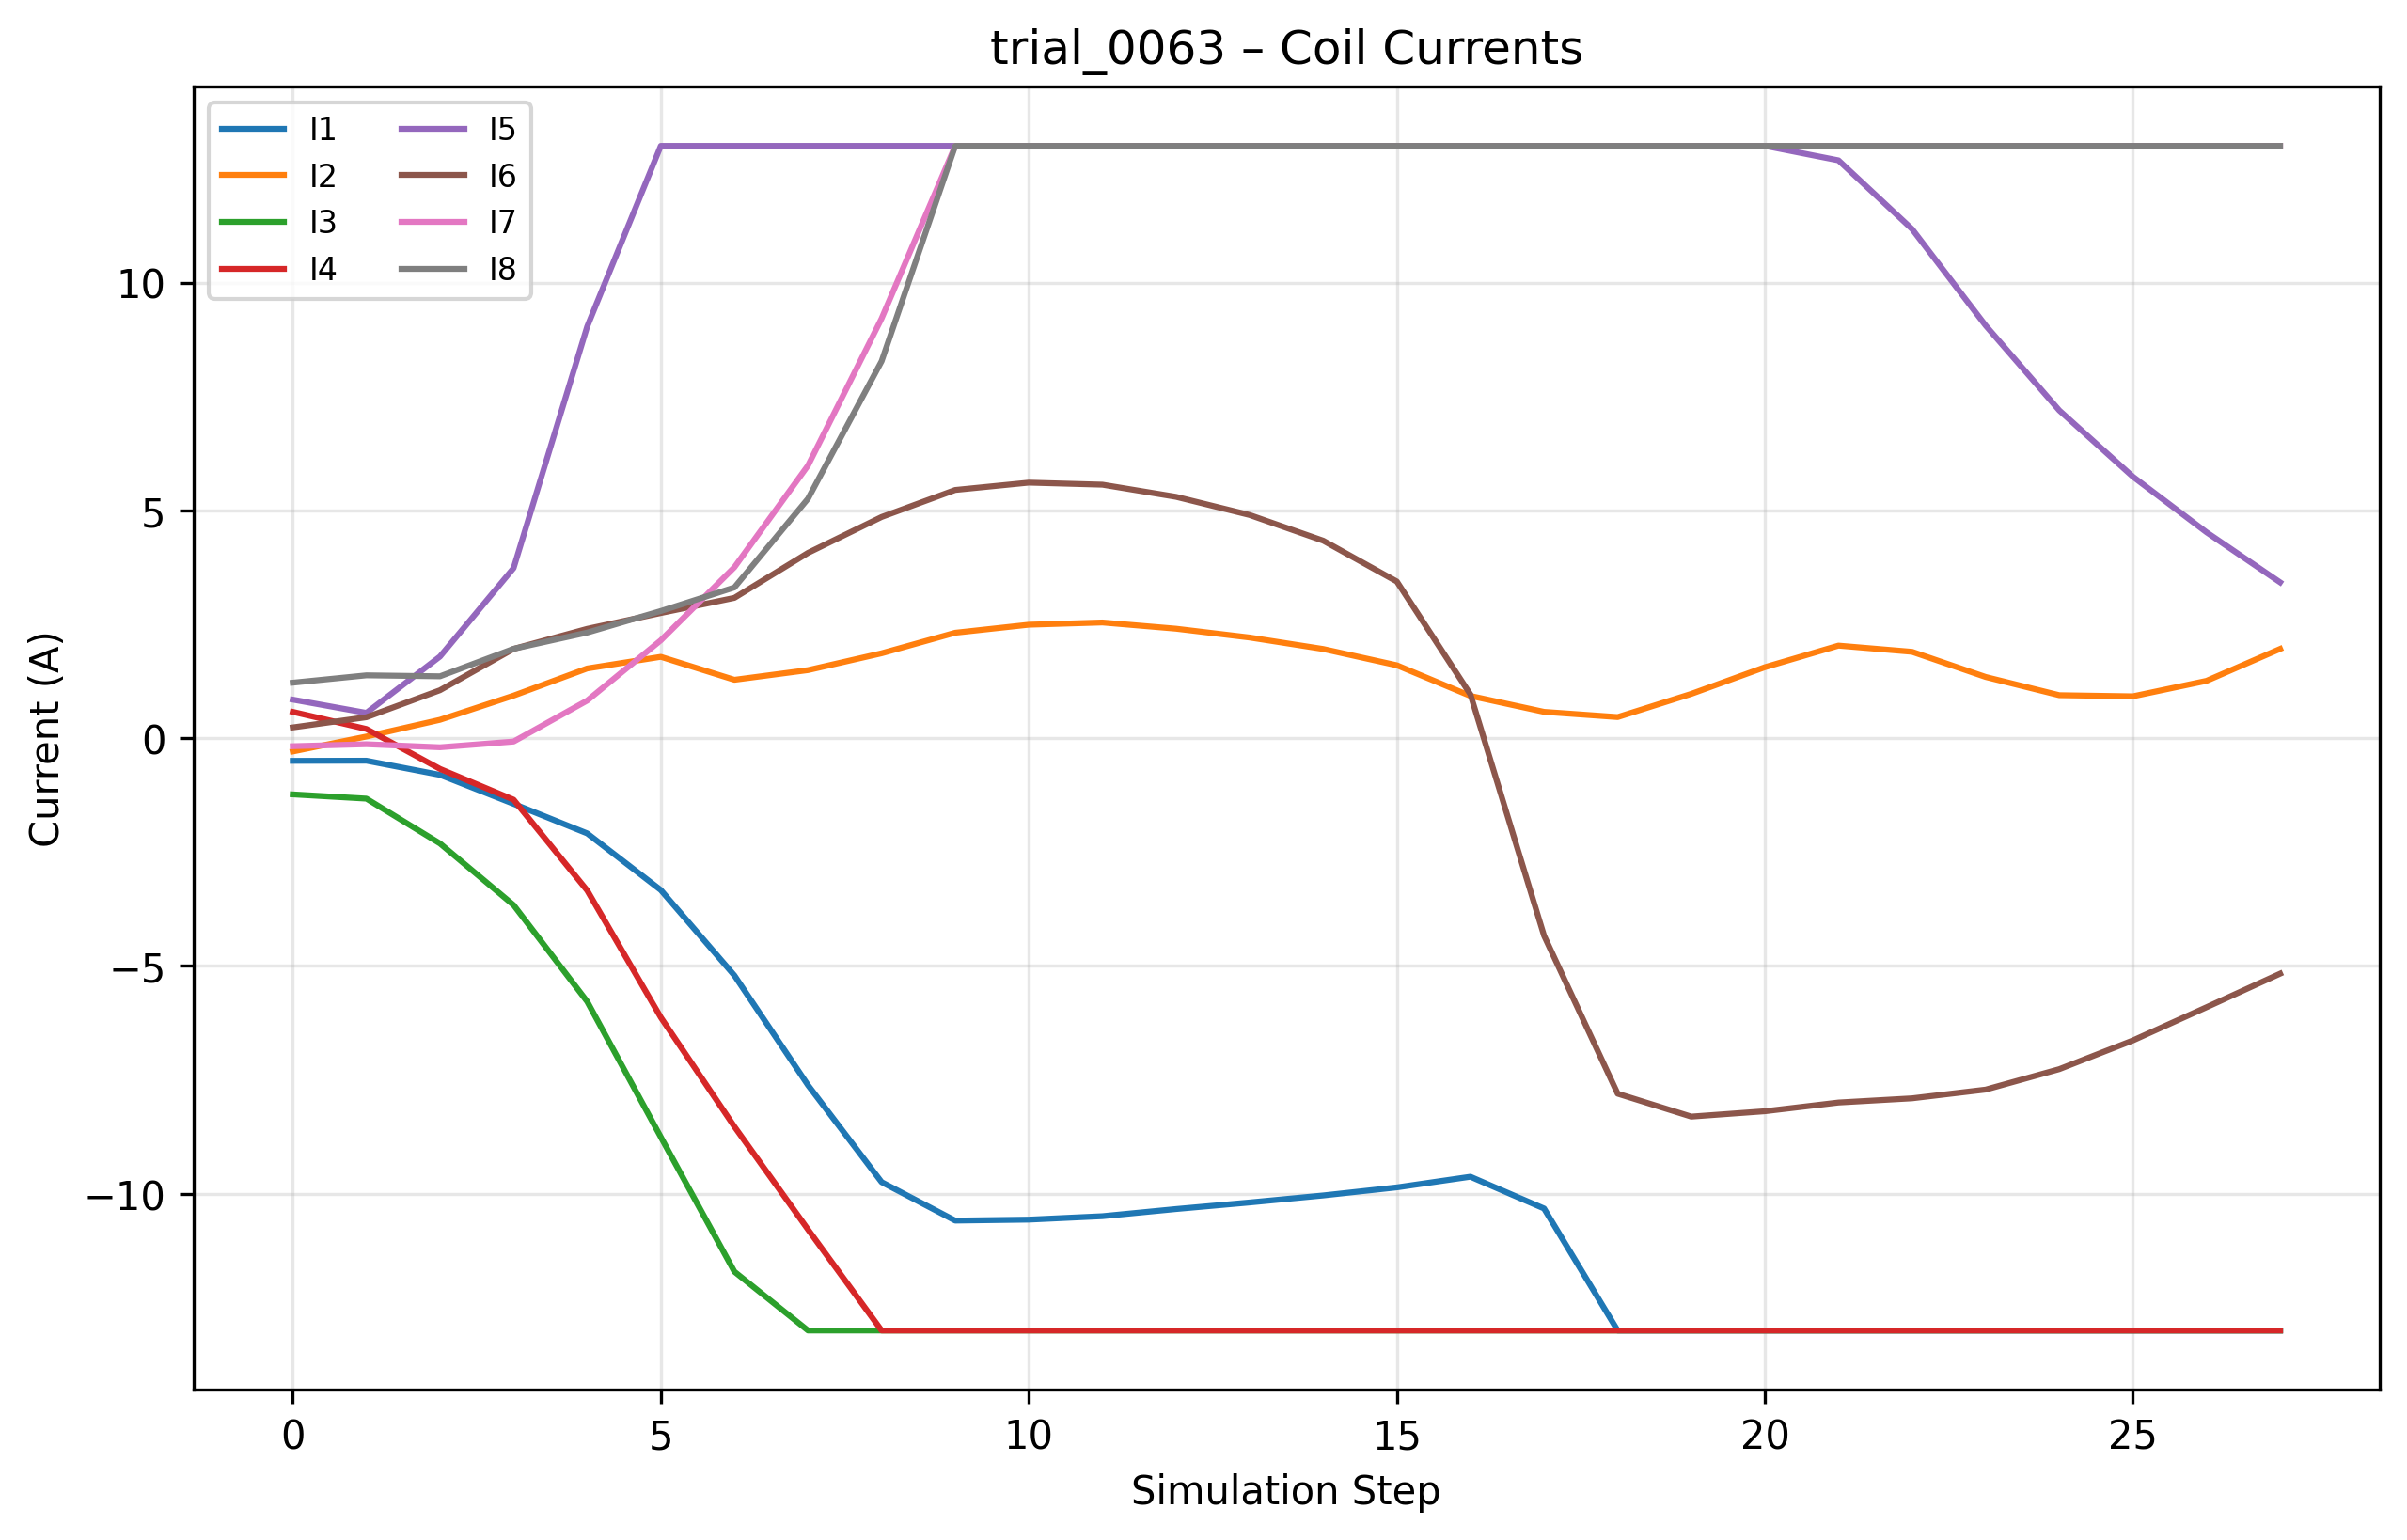 trial_0063 – Coil Currents
I1
I2
I3
I4
I5
I6
I7
I8
Current (A)
10
5
0
−5
−10
0
5
10
15
20
25
Simulation Step